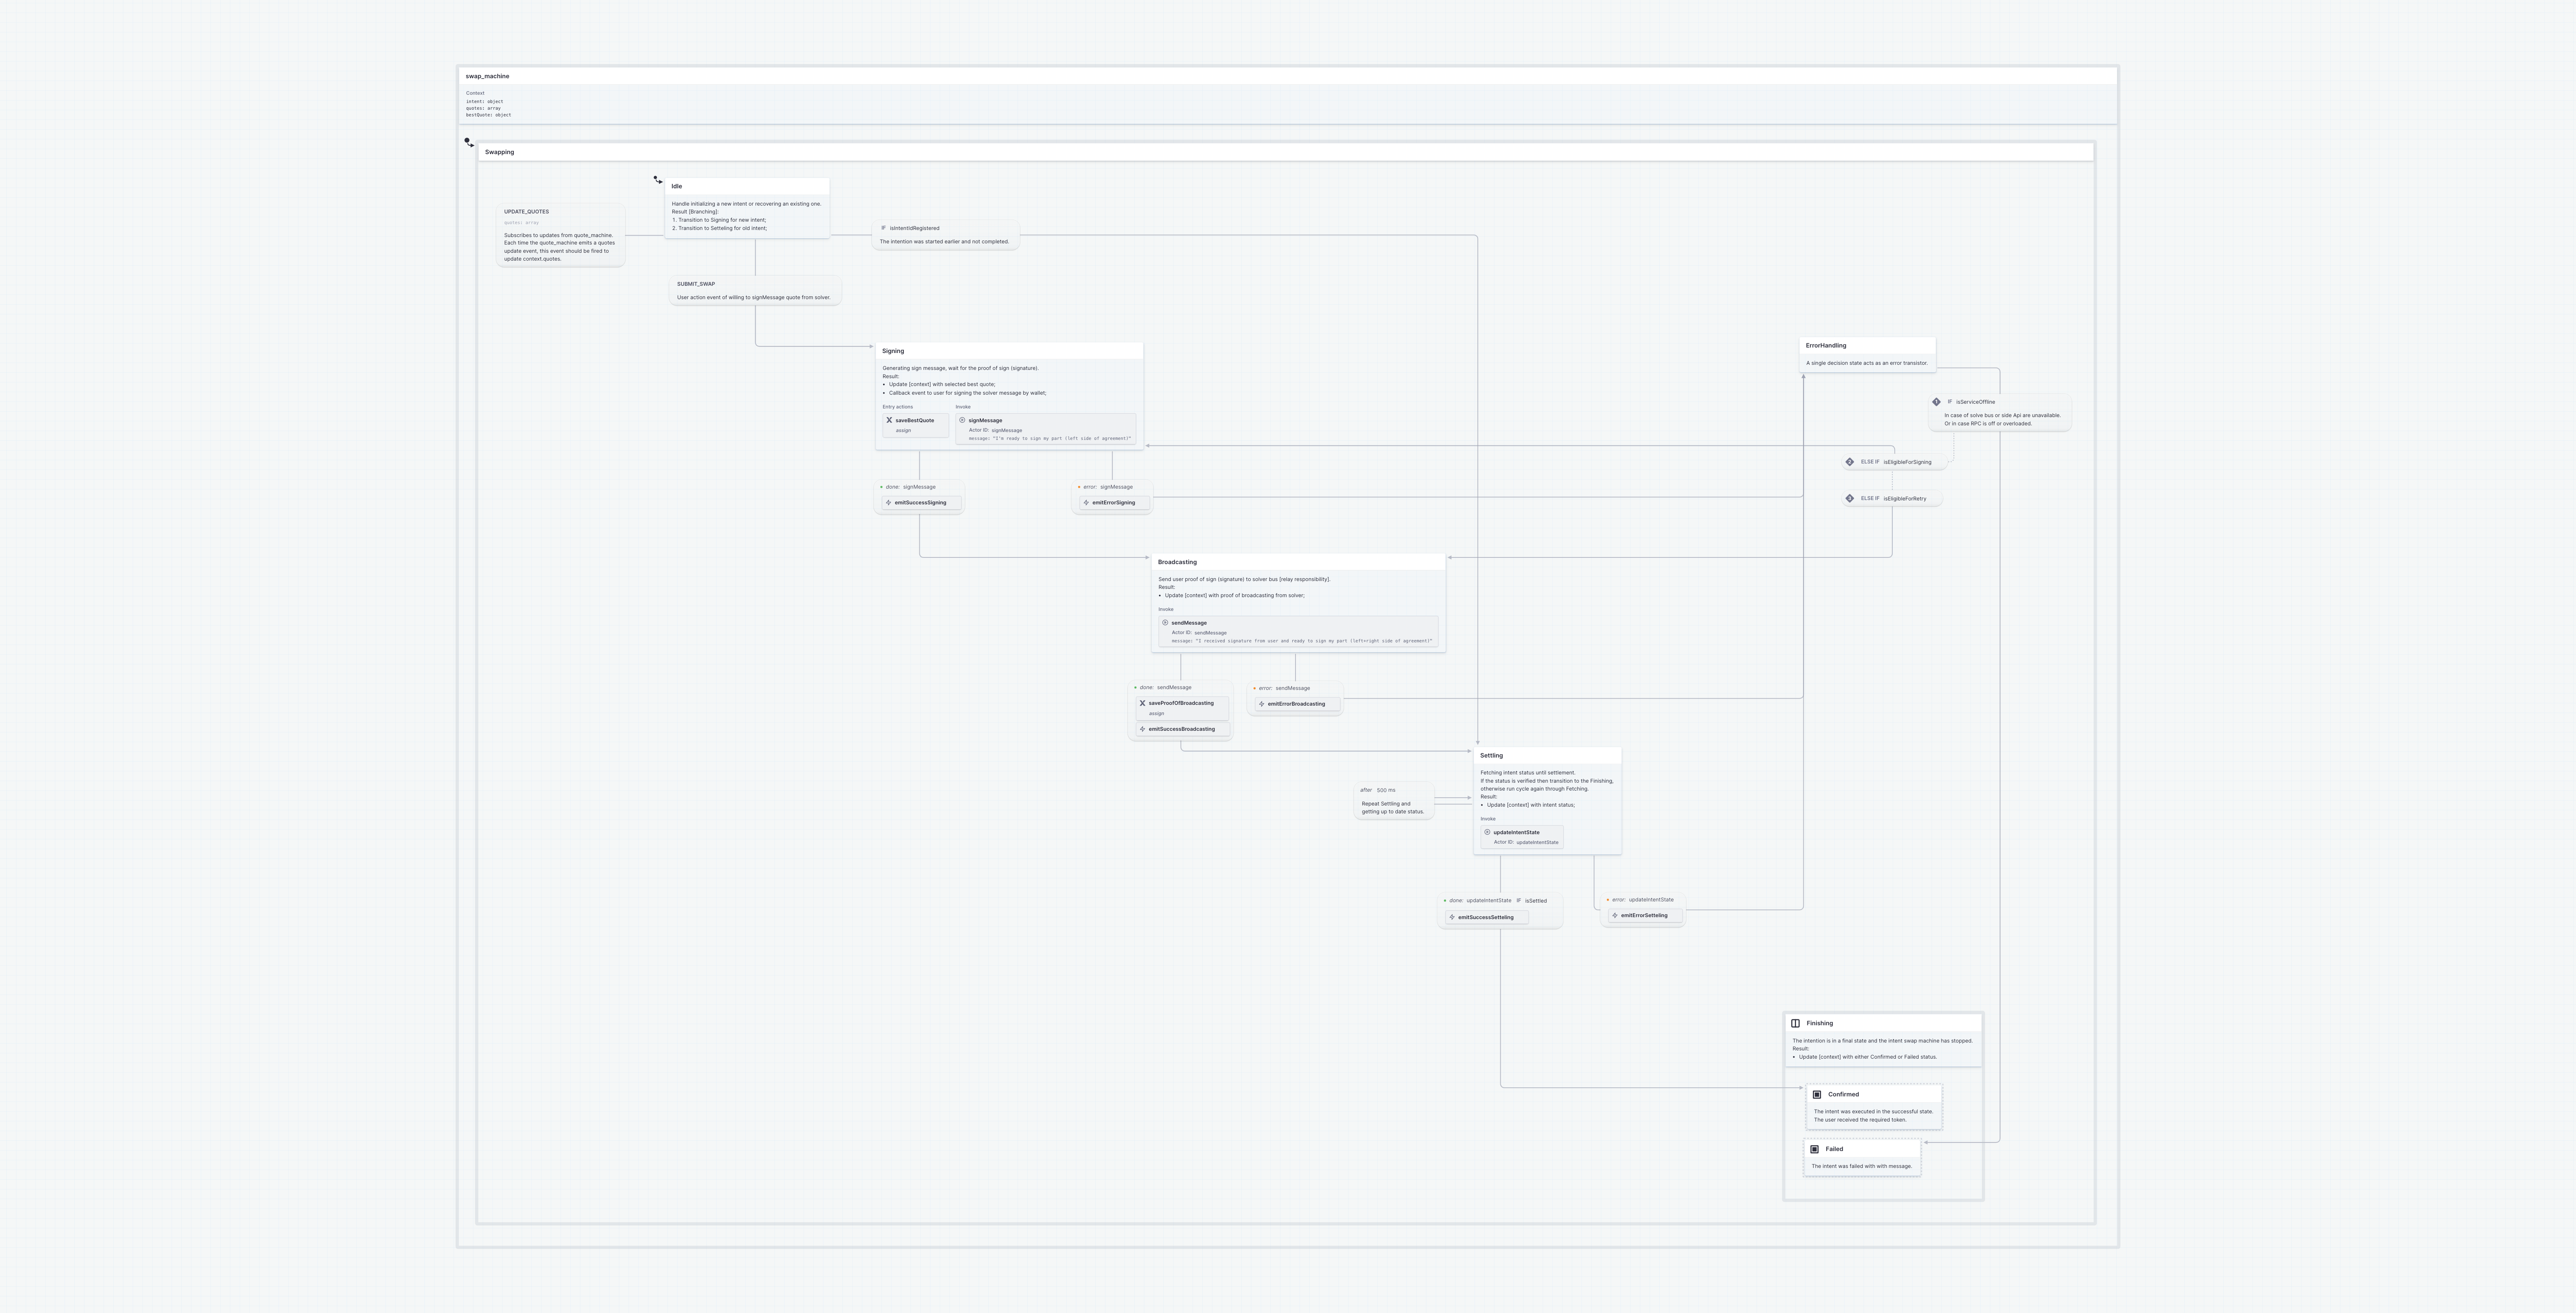 swap_machine
Context
intent: object
quotes: array
bestQuote: object
Swapping
Idle
Handle initializing a new intent or recovering an existing one.
Result [Branching]:
1. Transition to Signing for new intent;
2. Transition to Setteling for old intent;
UPDATE_QUOTES
quotes: array
Subscribes to updates from quote_machine.
Each time the quote_machine emits a quotes
update event, this event should be fired to
update context.quotes.
IF isIntentIdRegistered
The intention was started earlier and not completed.
SUBMIT_SWAP
User action event of willing to signMessage quote from solver.
Signing
Generating sign message, wait for the proof of sign (signature).
Result:
• Update [context] with selected best quote;
• Callback event to user for signing the solver message by wallet;
Entry actions
saveBestQuote
assign
Invoke
signMessage
Actor ID: signMessage
message: "I'm ready to sign my part (left side of agreement)"
done: signMessage
emitSuccessSigning
error: signMessage
emitErrorSigning
ErrorHandling
A single decision state acts as an error transistor.
1 IF isServiceOffline
In case of solve bus or side Api are unavailable.
Or in case RPC is off or overloaded.
2 ELSE IF isEligibleForSigning
3 ELSE IF isEligibleForRetry
Broadcasting
Send user proof of sign (signature) to solver bus [relay responsibility].
Result:
• Update [context] with proof of broadcasting from solver;
Invoke
sendMessage
Actor ID: sendMessage
message: "I received signature from user and ready to sign my part (left+right side of agreement)"
done: sendMessage
saveProofOfBroadcasting
assign
emitSuccessBroadcasting
error: sendMessage
emitErrorBroadcasting
Settling
Fetching intent status until settlement.
If the status is verified then transition to the Finishing,
otherwise run cycle again through Fetching.
Result:
• Update [context] with intent status;
Invoke
updateIntentState
Actor ID: updateIntentState
after 500 ms
Repeat Settling and
getting up to date status.
done: updateIntentState IF isSettled
emitSuccessSetteling
error: updateIntentState
emitErrorSetteling
Finishing
The intention is in a final state and the intent swap machine has stopped.
Result:
• Update [context] with either Confirmed or Failed status.
Confirmed
The intent was executed in the successful state.
The user received the required token.
Failed
The intent was failed with with message.